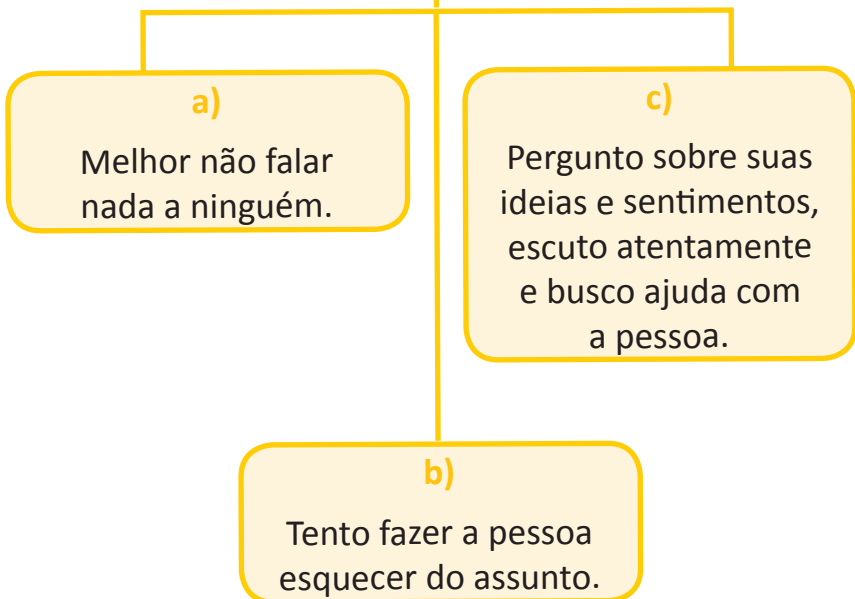 a)
Melhor não falar
nada a ninguém.
c)
Pergunto sobre suas
ideias e sentimentos,
escuto atentamente
e busco ajuda com
a pessoa.
b)
Tento fazer a pessoa
esquecer do assunto.